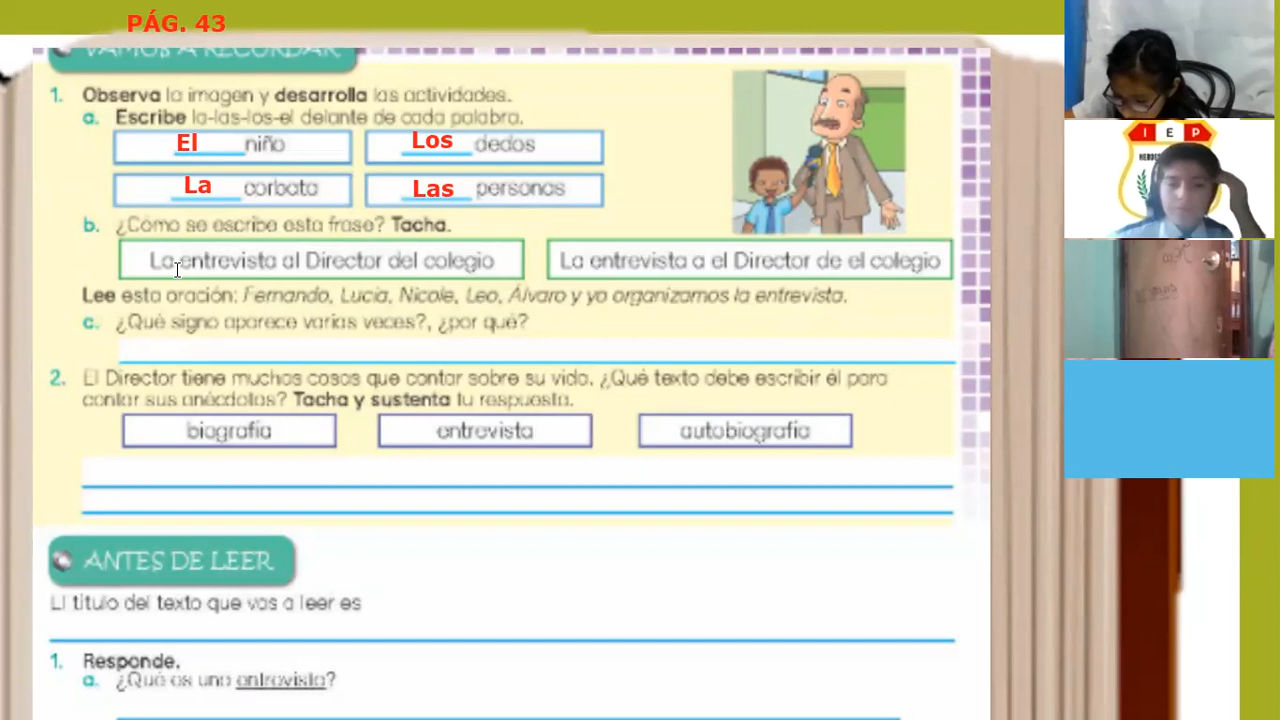 PÁG. 43
VAMOS A RECORDAR
1. Observa la imagen y desarrolla las actividades.
a. Escribe la-las-los-el delante de cada palabra.
El niño Los dedos
La corbata Las personas
b. ¿Cómo se escribe esta frase? Tacha.
La entrevista al Director del colegio La entrevista a el Director de el colegio
Lee esta oración: Fernando, Lucía, Nicole, Leo, Álvaro y yo organizamos la entrevista.
c. ¿Qué signo aparece varias veces?, ¿por qué?
2. El Director tiene muchas cosas que contar sobre su vida. ¿Qué texto debe escribir él para
contar sus anécdotas? Tacha y sustenta tu respuesta.
biografía entrevista autobiografía
ANTES DE LEER
El título del texto que vas a leer es
1. Responde.
a. ¿Qué es una entrevista?
I E P